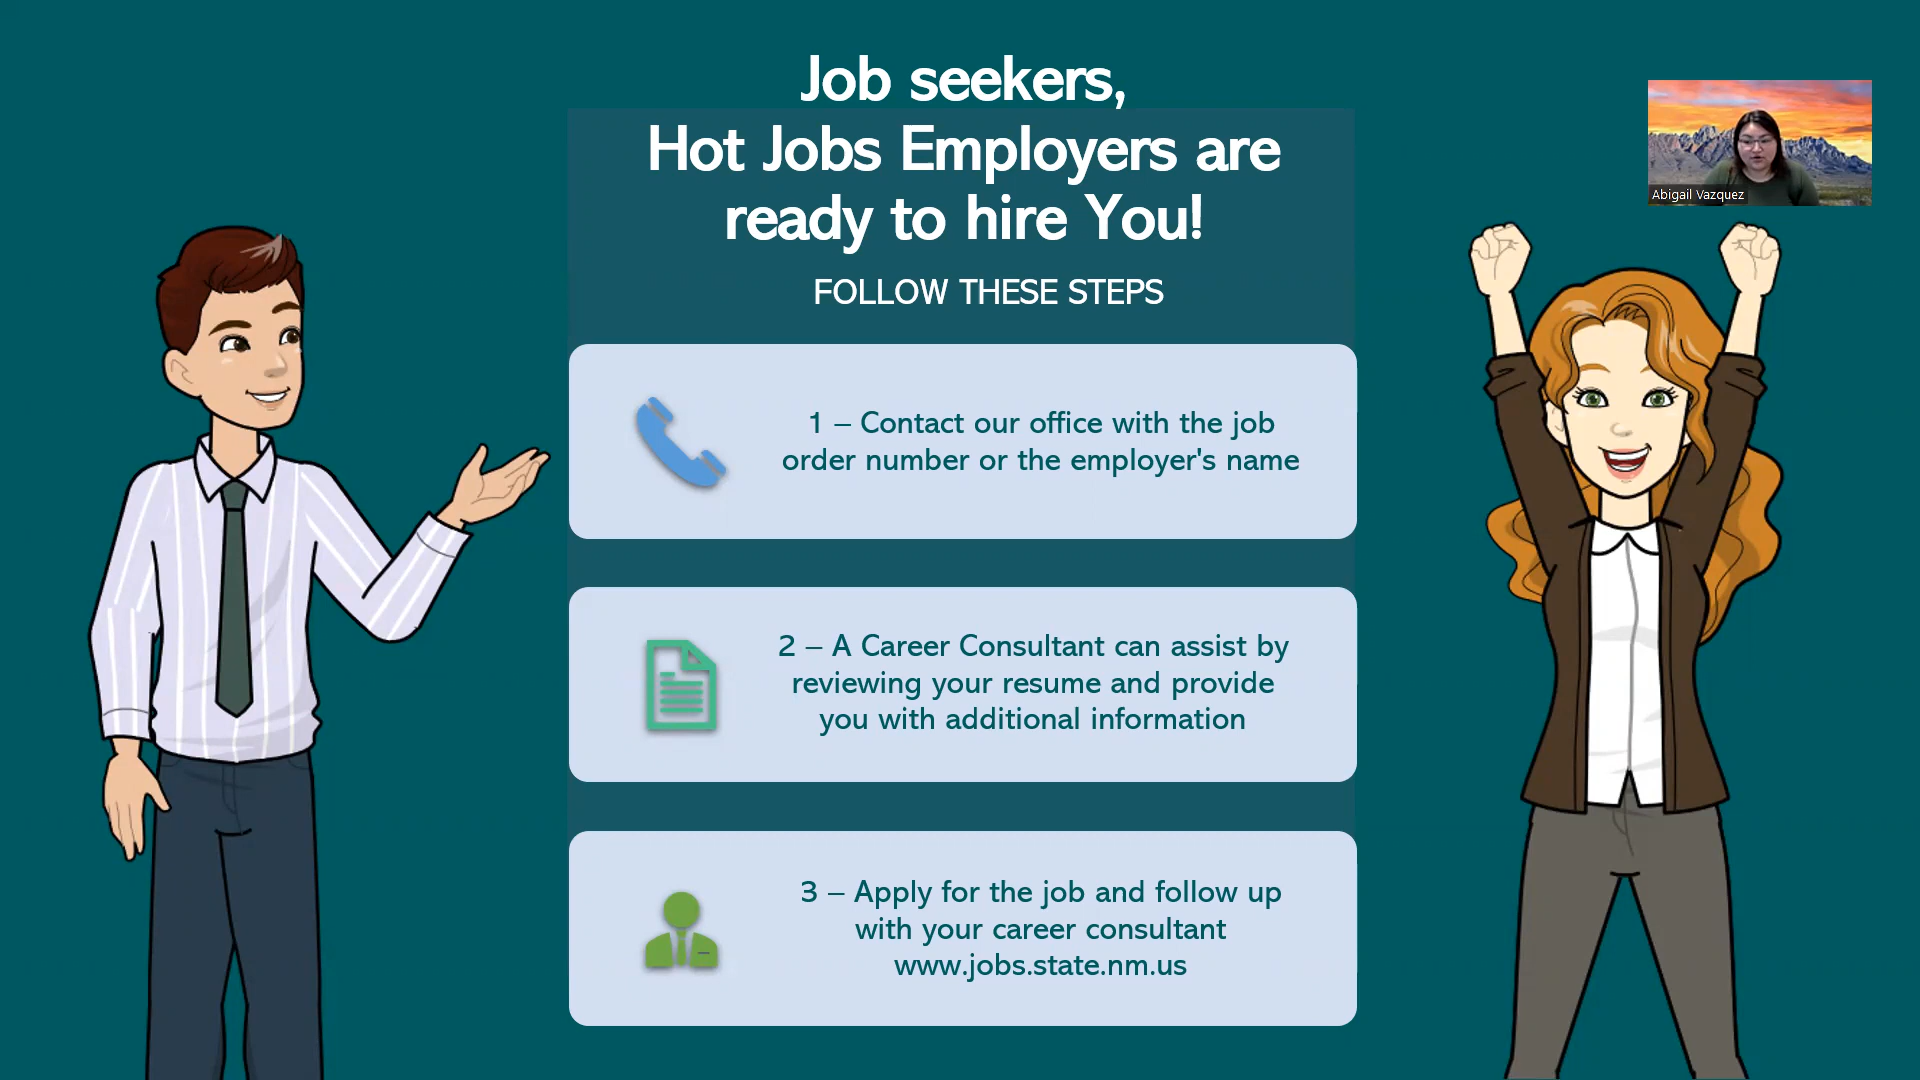 Job seekers,
Hot Jobs Employers are
ready to hire You!
FOLLOW THESE STEPS
Abigail Vazquez
1 – Contact our office with the job
order number or the employer's name
2 – A Career Consultant can assist by
reviewing your resume and provide
you with additional information
3 – Apply for the job and follow up
with your career consultant
www.jobs.state.nm.us